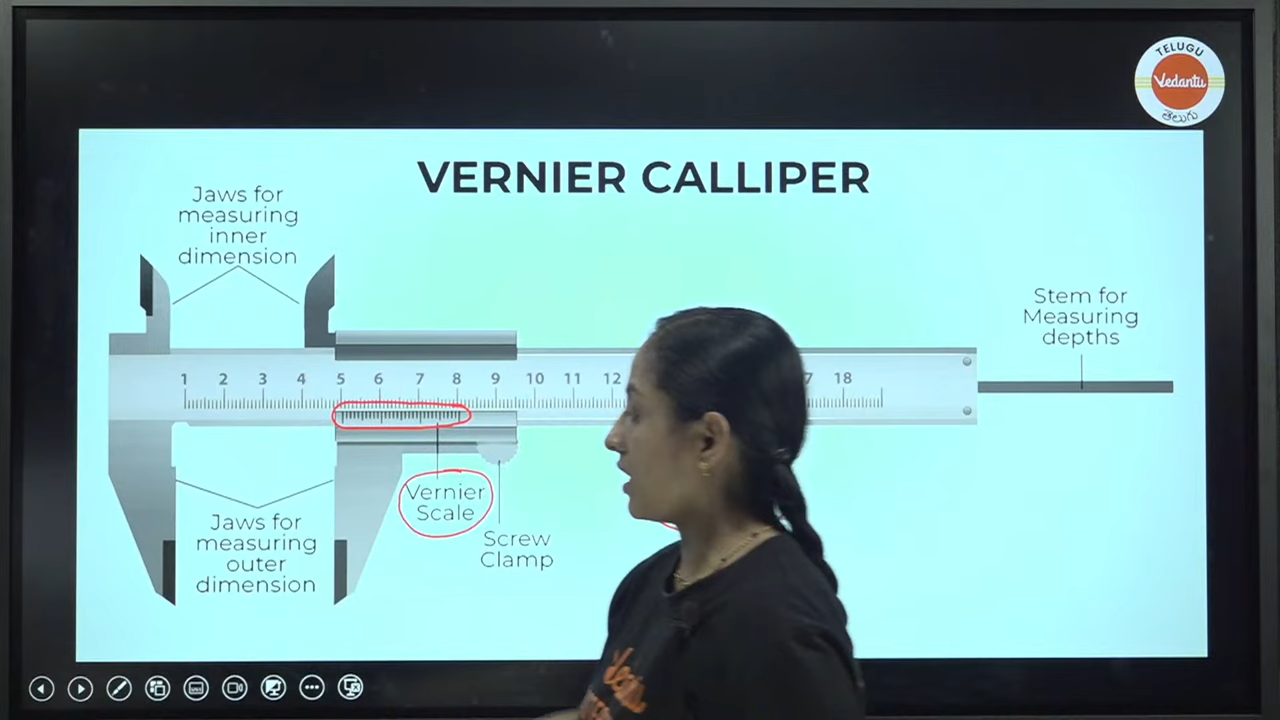 TELUGU
Vedantu
తెలుగు
VERNIER CALLIPER
Jaws for
measuring
inner
dimension
Stem for
Measuring
depths
1 2 3 4 5 6 7 8 9 10 11 12 7 18
Vernier
Scale
Jaws for
measuring
outer
dimension
Screw
Clamp